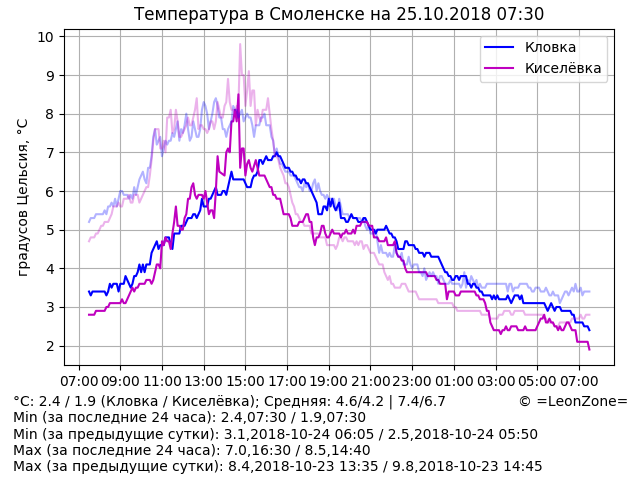 Температура в Смоленске на 25.10.2018 07:30
Кловка
Киселёвка
градусов Цельсия, °C
10
9
8
7
6
5
4
3
2
07:00 09:00 11:00 13:00 15:00 17:00 19:00 21:00 23:00 01:00 03:00 05:00 07:00
°C: 2.4 / 1.9 (Кловка / Киселёвка); Средняя: 4.6/4.2 | 7.4/6.7 © =LeonZone=
Min (за последние 24 часа): 2.4,07:30 / 1.9,07:30
Min (за предыдущие сутки): 3.1,2018-10-24 06:05 / 2.5,2018-10-24 05:50
Max (за последние 24 часа): 7.0,16:30 / 8.5,14:40
Max (за предыдущие сутки): 8.4,2018-10-23 13:35 / 9.8,2018-10-23 14:45